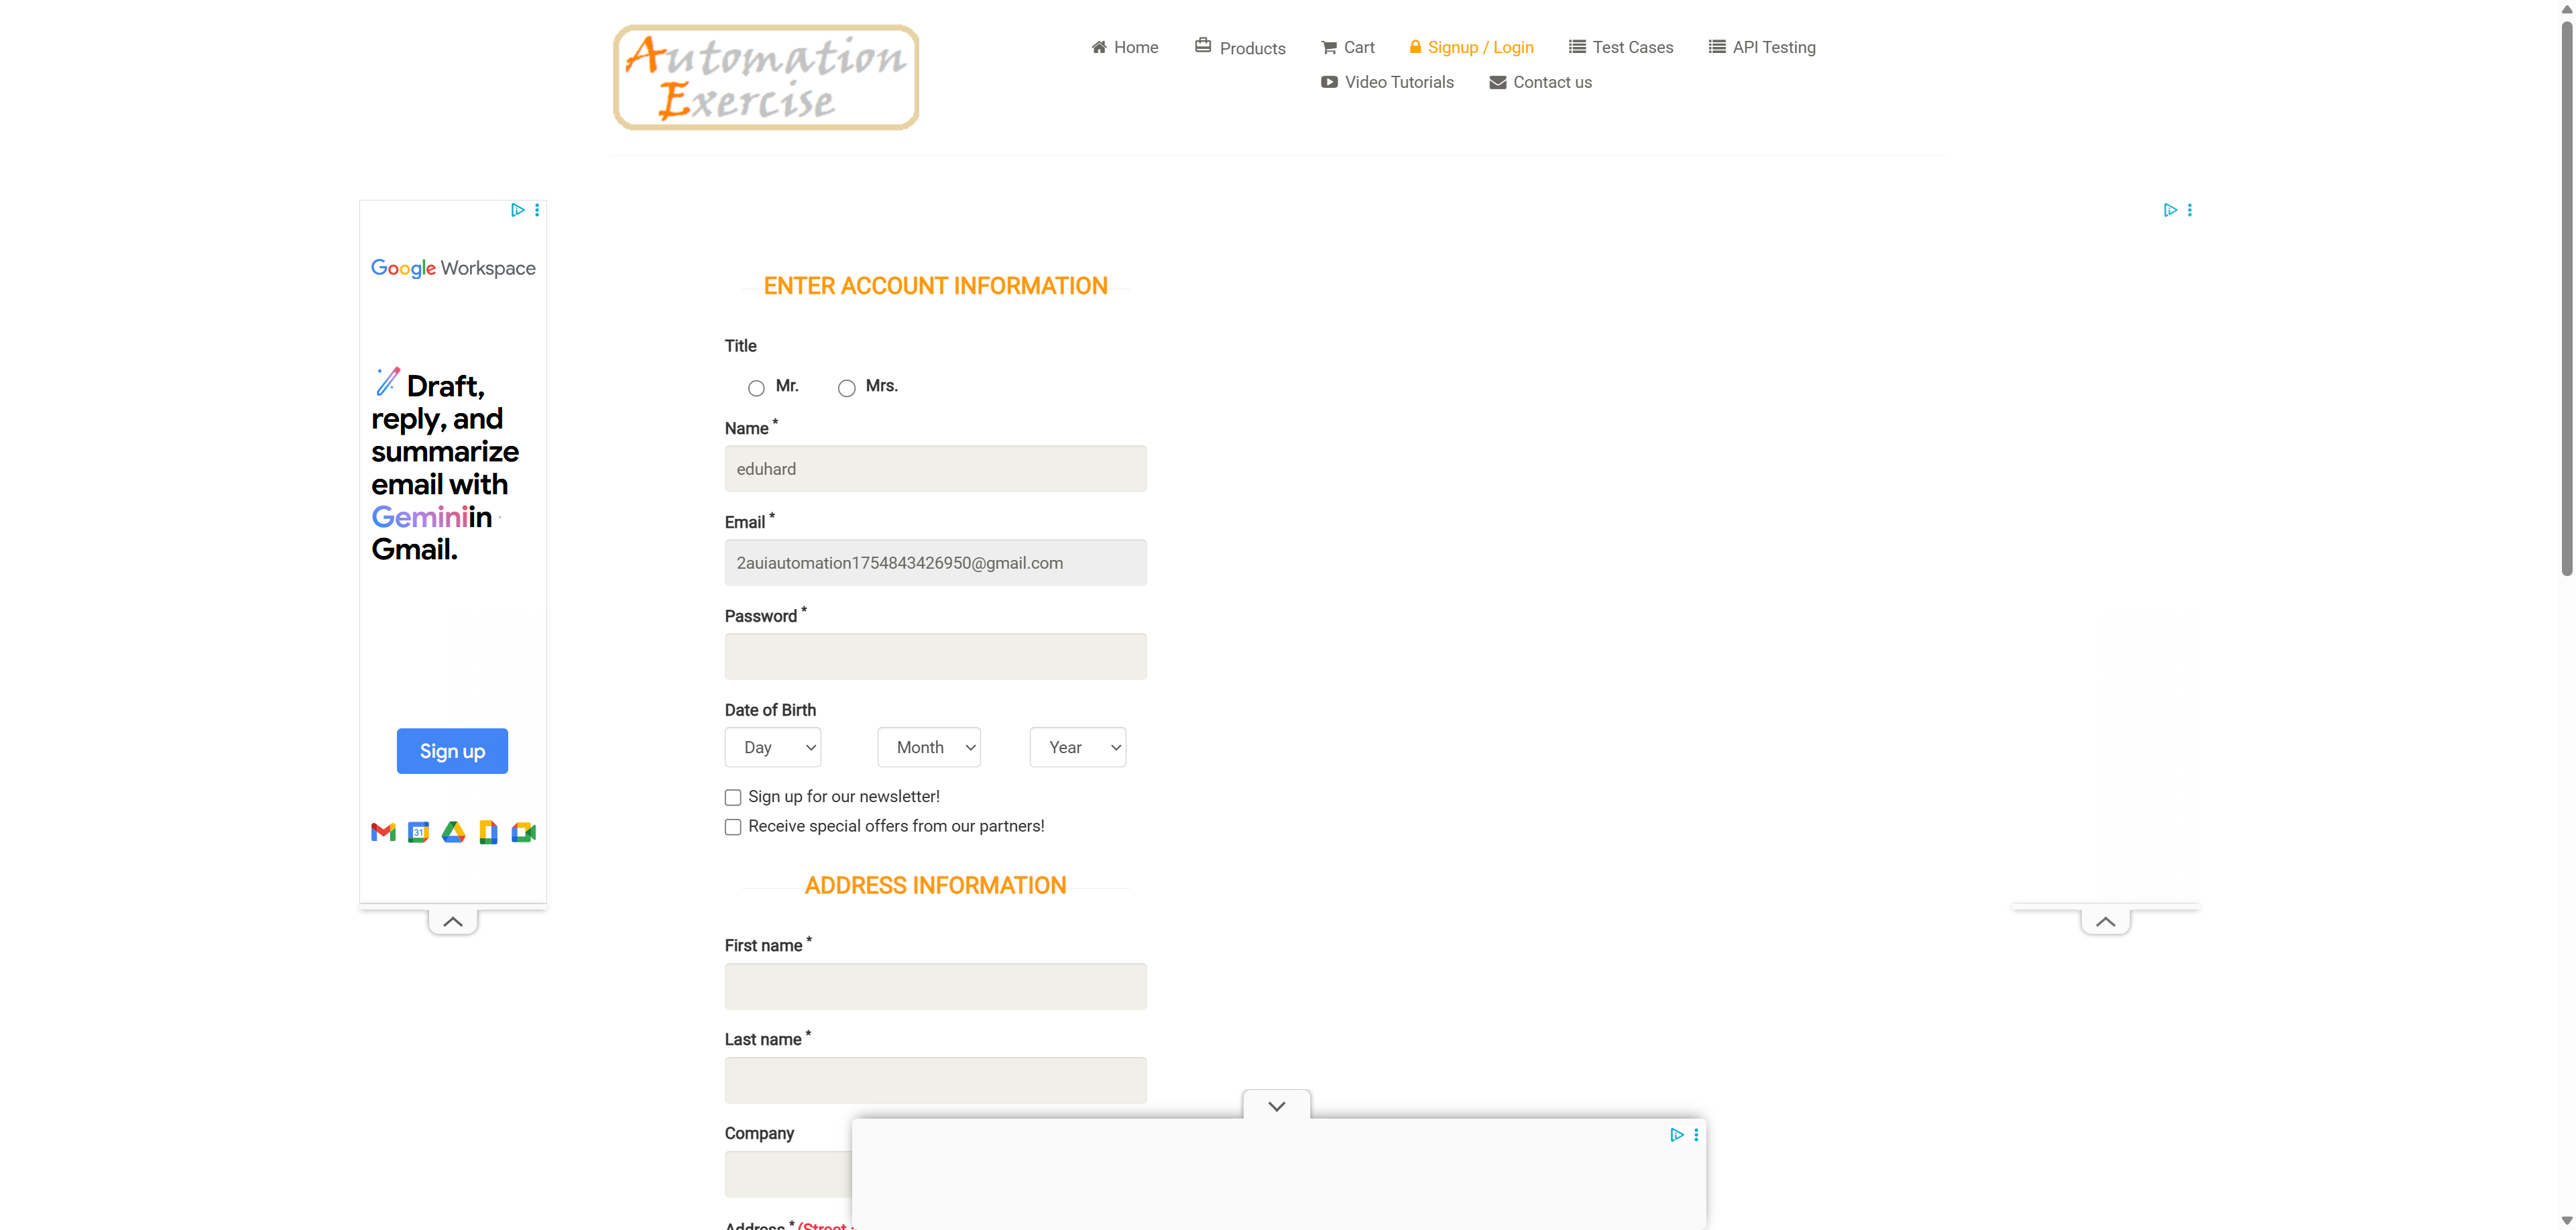 Automation
Exercise
Home
Products
Cart
Signup / Login
Test Cases
API Testing
Video Tutorials
Contact us
Google Workspace
Draft,
reply, and
summarize
email with
Geminiin
Gmail.
Sign up
31
ENTER ACCOUNT INFORMATION
Title
Mr.
Mrs.
Name *
eduhard
Email *
2auiautomation1754843426950@gmail.com
Password *
Date of Birth
Day
Month
Year
Sign up for our newsletter!
Receive special offers from our partners!
ADDRESS INFORMATION
First name *
Last name *
Company
Address * (Street